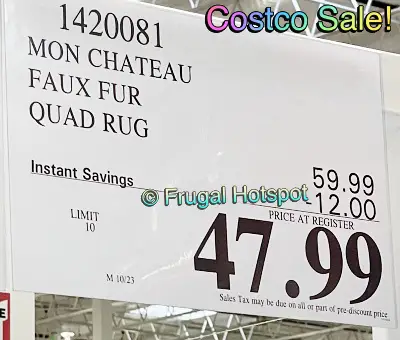 Costco Sale!
1420081
MON CHATEAU
FAUX FUR
QUAD RUG
Instant Savings
59.99
-12.00
© Frugal Hotspot
LIMIT
10
PRICE AT REGISTER
47.99
M 10/23
Sales Tax may be due on all or part of pre-discount price